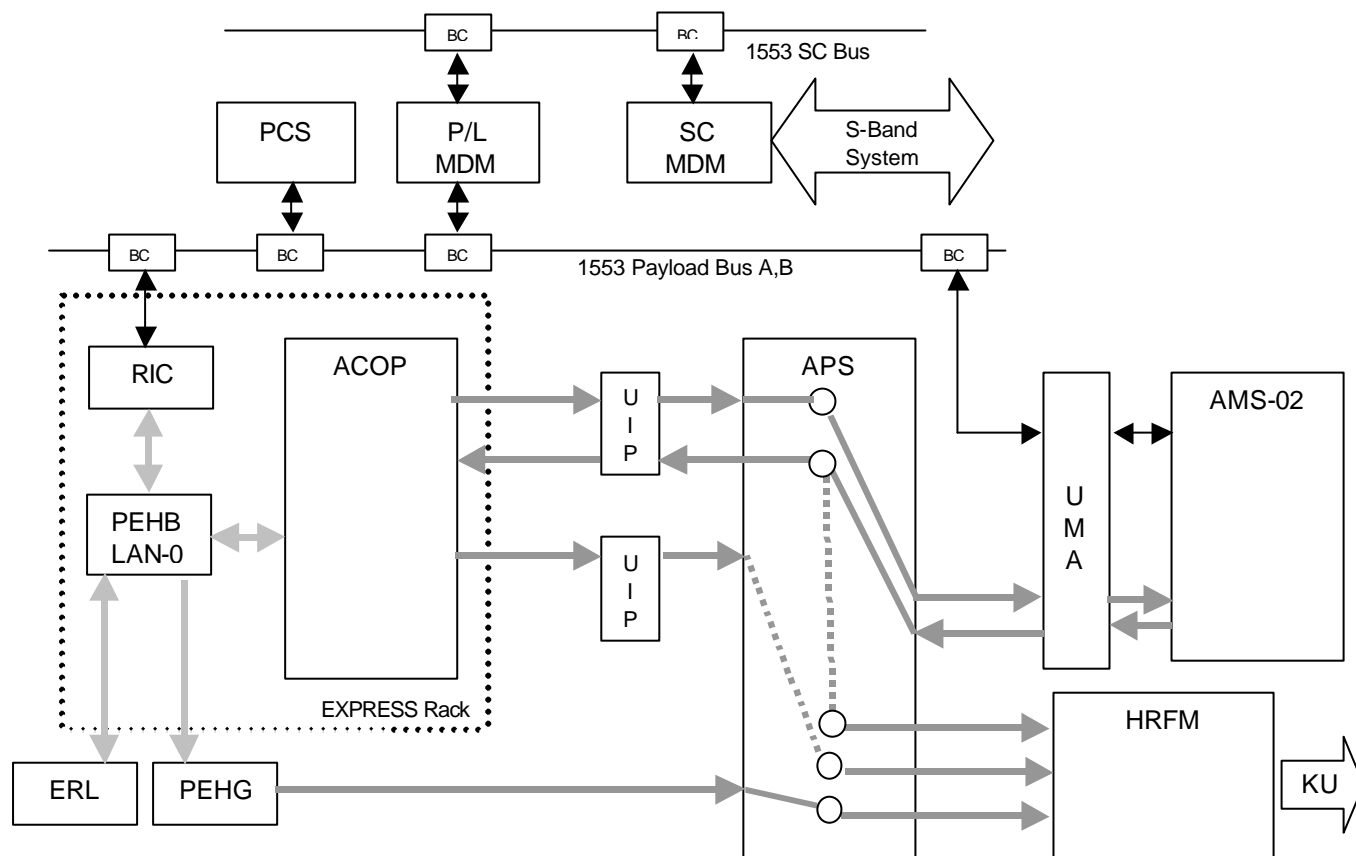 BC
BC
1553 SC Bus
PCS
P/L
MDM
SC
MDM
S-Band
System
BC
BC
BC
BC
1553 Payload Bus A,B
RIC
ACOP
U
I
P
APS
U
M
A
AMS-02
PEHB
LAN-0
U
I
P
EXPRESS Rack
HRFM
ERL
PEHG
KU